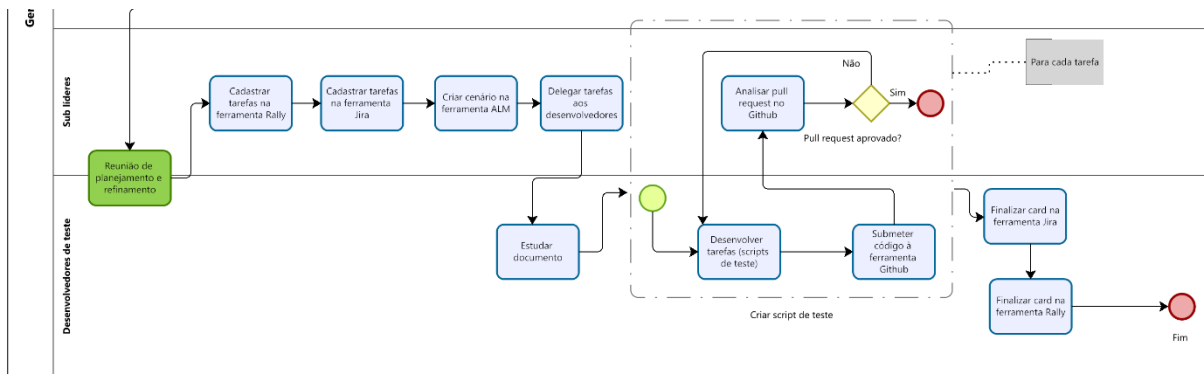 Ger
Sub líderes
Cadastrar
tarefas na
ferramenta Rally
Cadastrar tarefas
na ferramenta
Jira
Criar cenário na
ferramenta ALM
Delegar tarefas
aos
desenvolvedores
Analisar pull
request no
Github
Não
Sim
Pull request aprovado?
Para cada tarefa
Reunião de
planejamento e
refinamento
Desenvolvedores de teste
Estudar
documento
Desenvolver
tarefas (scripts
de teste)
Submeter
código à
ferramenta
Github
Criar script de teste
Finalizar card na
ferramenta Jira
Finalizar card na
ferramenta Rally
Fim